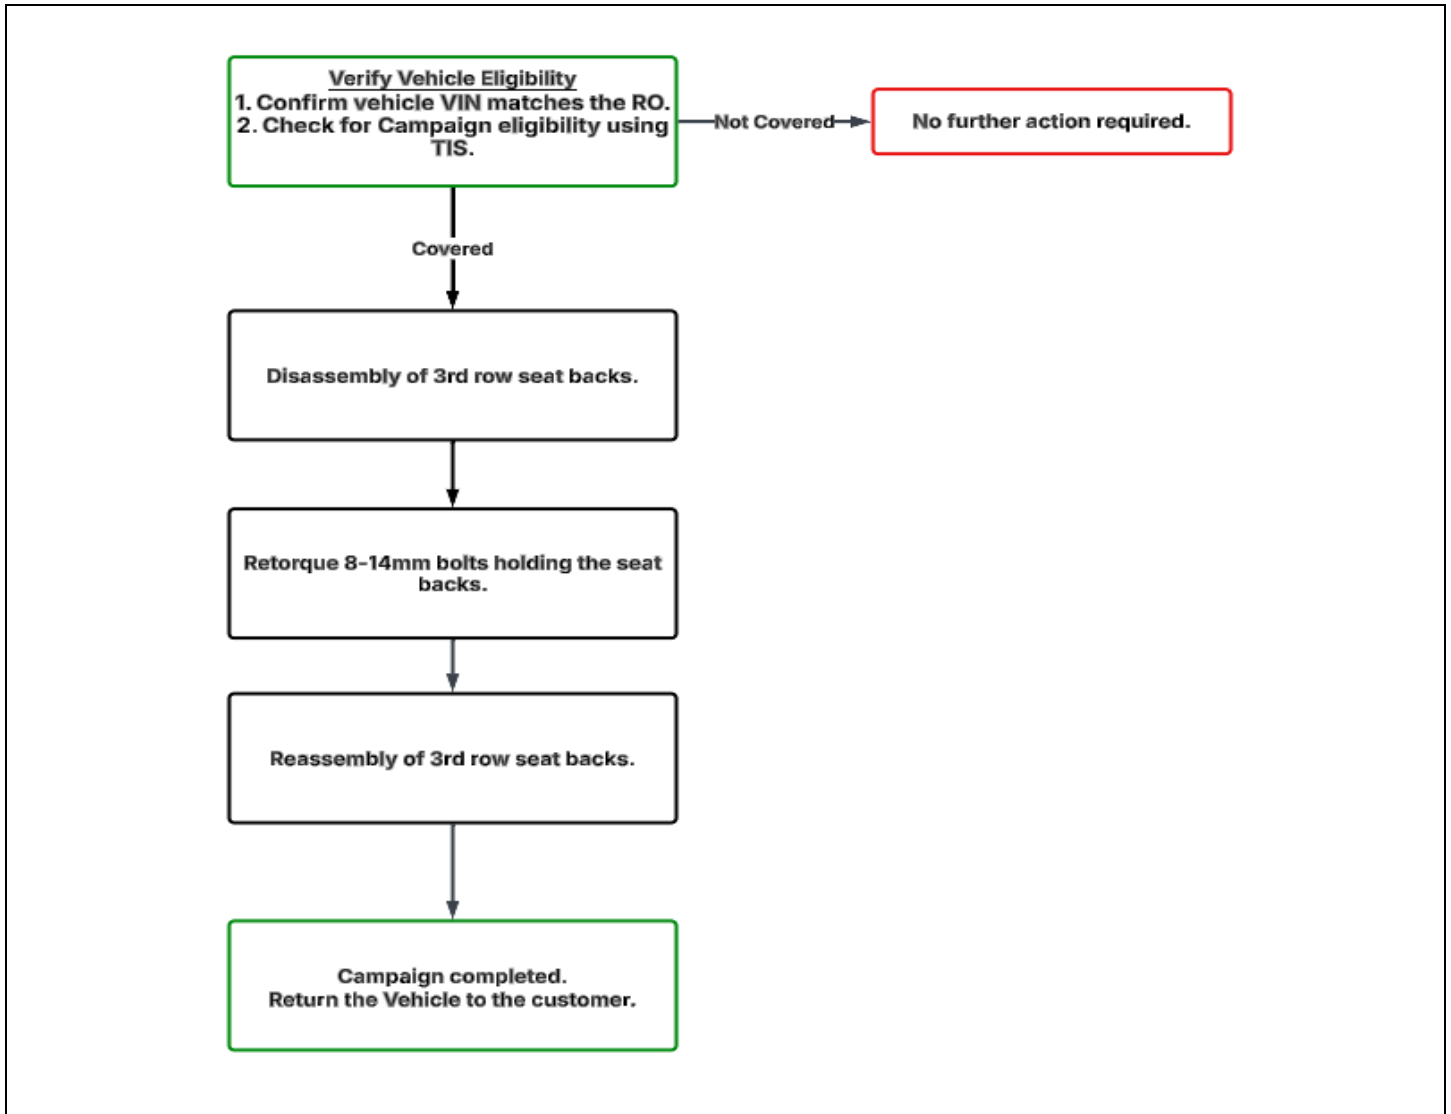 Verify Vehicle Eligibility
1. Confirm vehicle VIN matches the RO.
2. Check for Campaign eligibility using
TIS.
Not Covered
No further action required.
Covered
Disassembly of 3rd row seat backs.
Retorque 8-14mm bolts holding the seat
backs.
Reassembly of 3rd row seat backs.
Campaign completed.
Return the Vehicle to the customer.